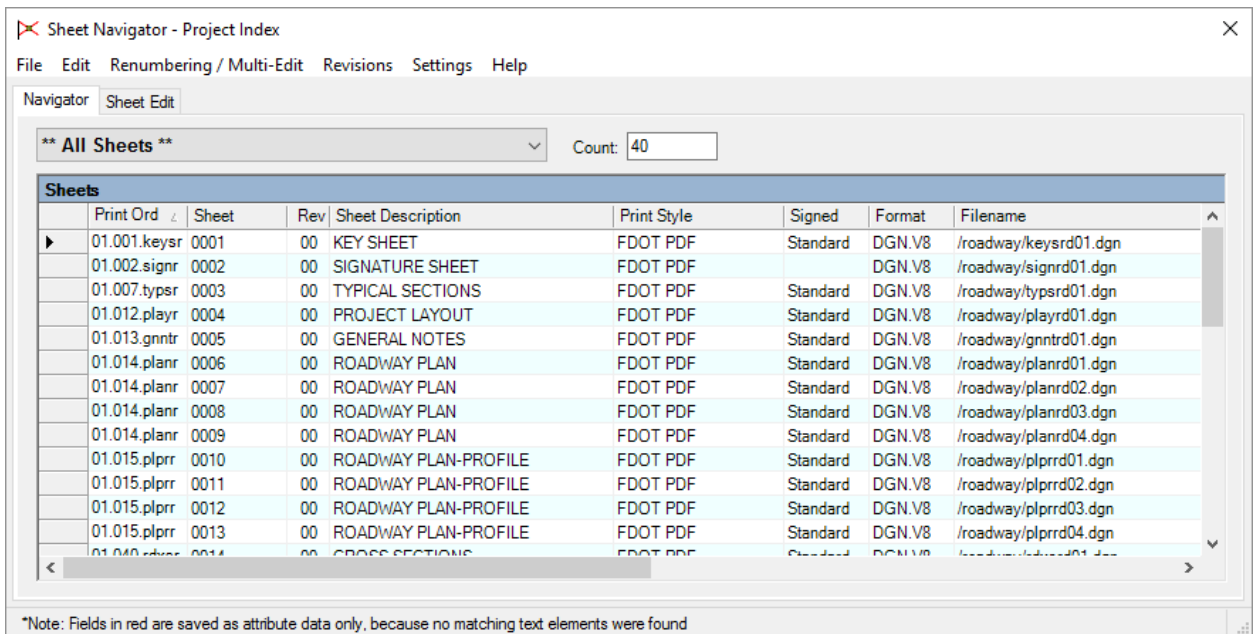 Sheet Navigator - Project Index
File Edit Renumbering / Multi-Edit Revisions Settings Help
Navigator Sheet Edit
** All Sheets ** Count: 40
Sheets
Print Ord Sheet Rev Sheet Description Print Style Signed Format Filename
01.001.keysr 0001 00 KEY SHEET FDOT PDF Standard DGN.V8 /roadway/keysrd01.dgn
01.002.signr 0002 00 SIGNATURE SHEET FDOT PDF DGN.V8 /roadway/signrd01.dgn
01.007.typsr 0003 00 TYPICAL SECTIONS FDOT PDF Standard DGN.V8 /roadway/typsrd01.dgn
01.012.playr 0004 00 PROJECT LAYOUT FDOT PDF Standard DGN.V8 /roadway/playrd01.dgn
01.013.gnntr 0005 00 GENERAL NOTES FDOT PDF Standard DGN.V8 /roadway/gnntrd01.dgn
01.014.planr 0006 00 ROADWAY PLAN FDOT PDF Standard DGN.V8 /roadway/planrd01.dgn
01.014.planr 0007 00 ROADWAY PLAN FDOT PDF Standard DGN.V8 /roadway/planrd02.dgn
01.014.planr 0008 00 ROADWAY PLAN FDOT PDF Standard DGN.V8 /roadway/planrd03.dgn
01.014.planr 0009 00 ROADWAY PLAN FDOT PDF Standard DGN.V8 /roadway/planrd04.dgn
01.015.plprr 0010 00 ROADWAY PLAN-PROFILE FDOT PDF Standard DGN.V8 /roadway/plprrd01.dgn
01.015.plprr 0011 00 ROADWAY PLAN-PROFILE FDOT PDF Standard DGN.V8 /roadway/plprrd02.dgn
01.015.plprr 0012 00 ROADWAY PLAN-PROFILE FDOT PDF Standard DGN.V8 /roadway/plprrd03.dgn
01.015.plprr 0013 00 ROADWAY PLAN-PROFILE FDOT PDF Standard DGN.V8 /roadway/plprrd04.dgn
0014 00 CROSS SECTIONS FDOT PDF Standard DGN.V8
*Note: Fields in red are saved as attribute data only, because no matching text elements were found